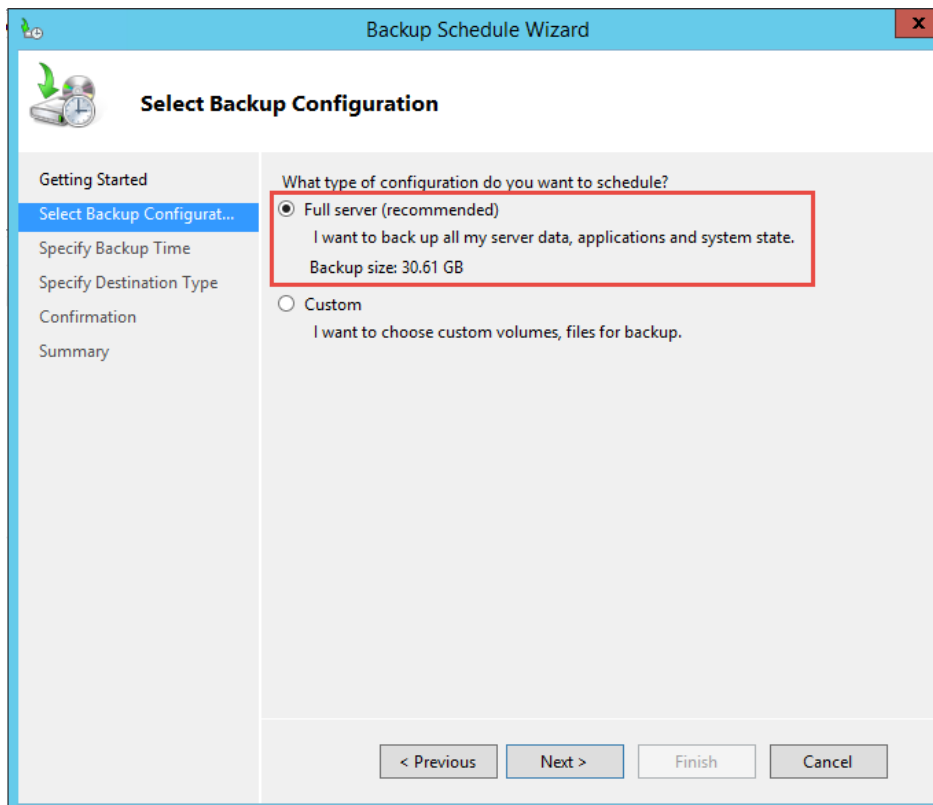 Backup Schedule Wizard
x
Select Backup Configuration
Getting Started
Select Backup Configurat...
Specify Backup Time
Specify Destination Type
Confirmation
Summary
What type of configuration do you want to schedule?
Full server (recommended)
I want to back up all my server data, applications and system state.
Backup size: 30.61 GB
Custom
I want to choose custom volumes, files for backup.
< Previous
Next >
Finish
Cancel